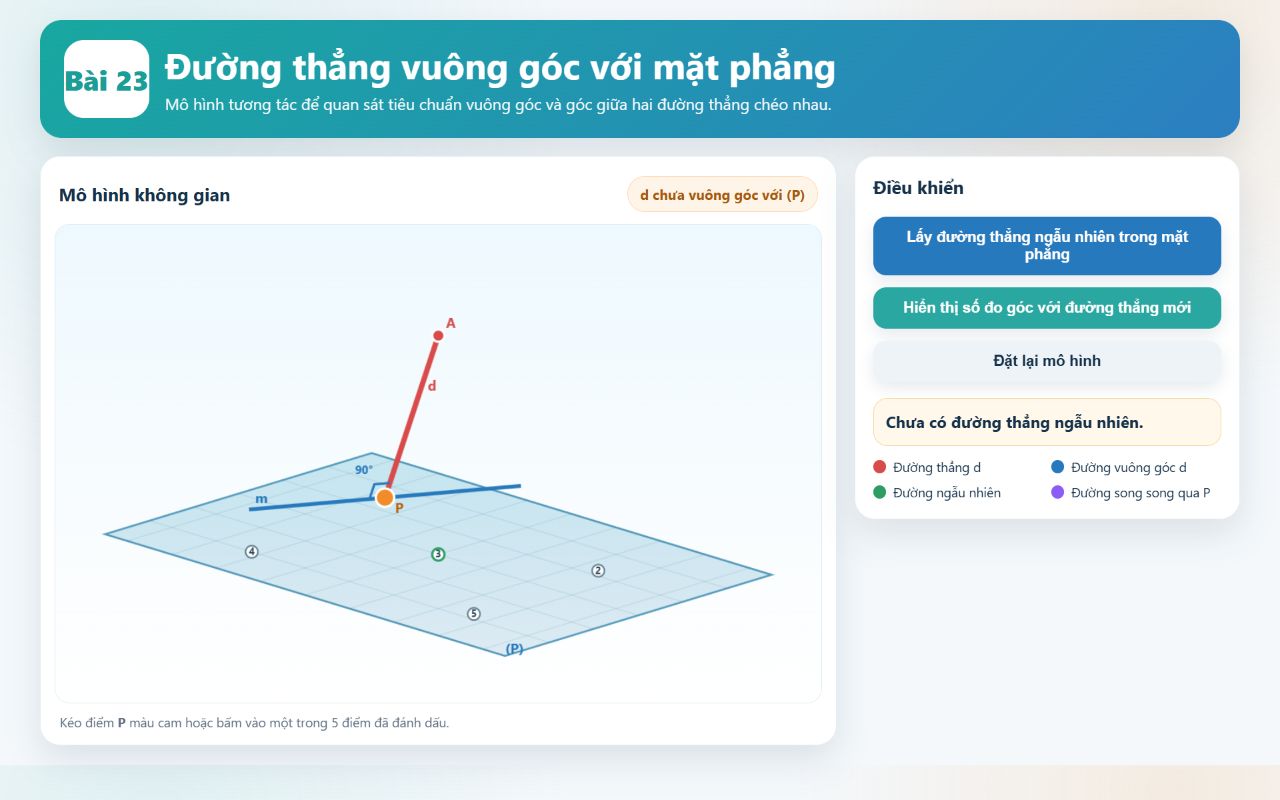 Bài 23
Đường thẳng vuông góc với mặt phẳng
Mô hình tương tác để quan sát tiêu chuẩn vuông góc và góc giữa hai đường thẳng chéo nhau.
Mô hình không gian
d chưa vuông góc với (P)
A
d
90°
m
P
4
3
2
5
(P)
Kéo điểm P màu cam hoặc bấm vào một trong 5 điểm đã đánh dấu.
Điều khiển
Lấy đường thẳng ngẫu nhiên trong mặt
phẳng
Hiển thị số đo góc với đường thẳng mới
Đặt lại mô hình
Chưa có đường thẳng ngẫu nhiên.
Đường thẳng d
Đường vuông góc d
Đường ngẫu nhiên
Đường song song qua P